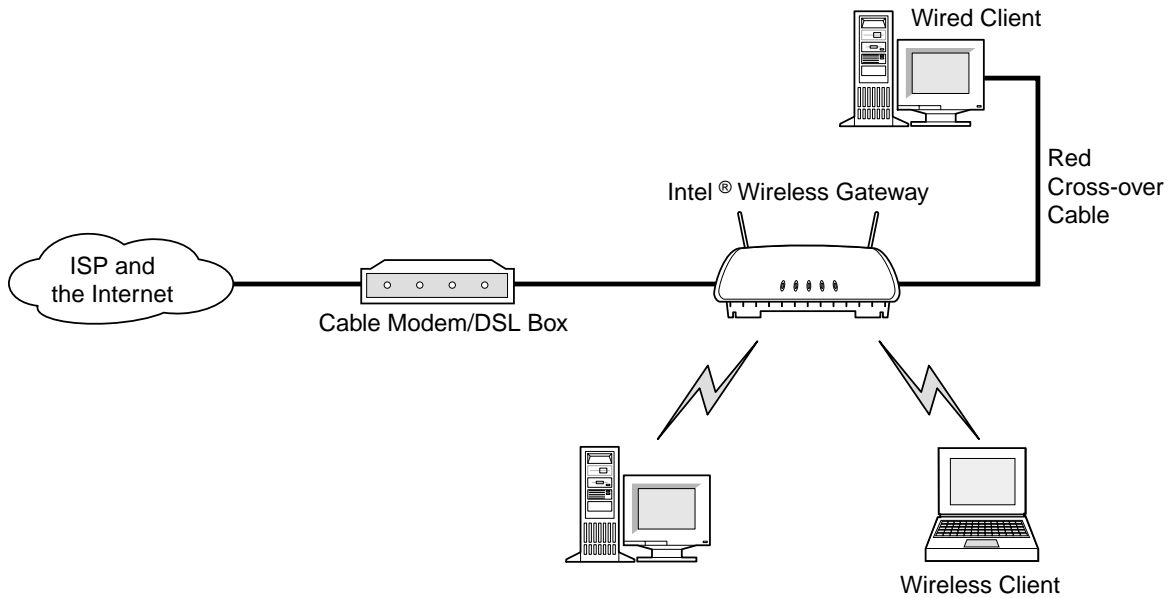 Wired Client
Red
Cross-over
Cable
Intel ® Wireless Gateway
ISP and
the Internet
Cable Modem/DSL Box
Wireless Client